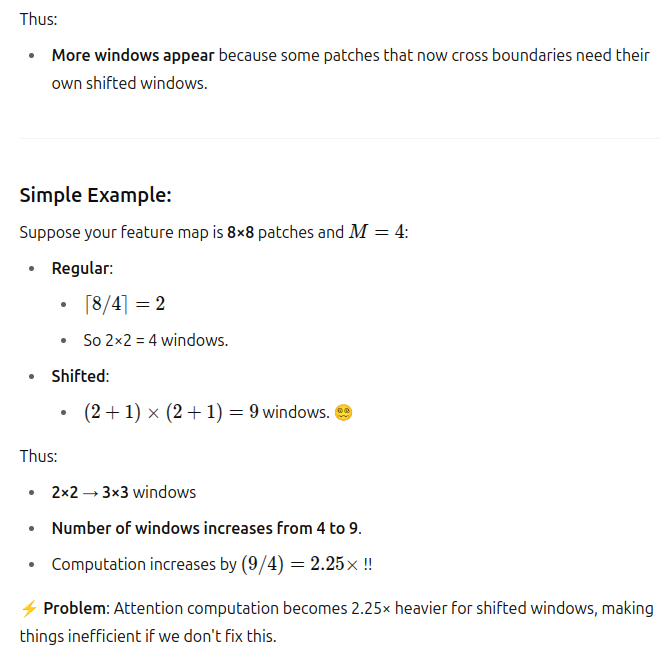 Thus:
• More windows appear because some patches that now cross boundaries need their
own shifted windows.
Simple Example:
Suppose your feature map is 8×8 patches and M = 4:
• Regular:
• ⌈8/4⌉ = 2
• So 2×2 = 4 windows.
• Shifted:
• (2 + 1) × (2 + 1) = 9 windows. 😵‍💫
Thus:
• 2×2 → 3×3 windows
• Number of windows increases from 4 to 9.
• Computation increases by (9/4) = 2.25× !!
⚡ Problem: Attention computation becomes 2.25× heavier for shifted windows, making
things inefficient if we don't fix this.